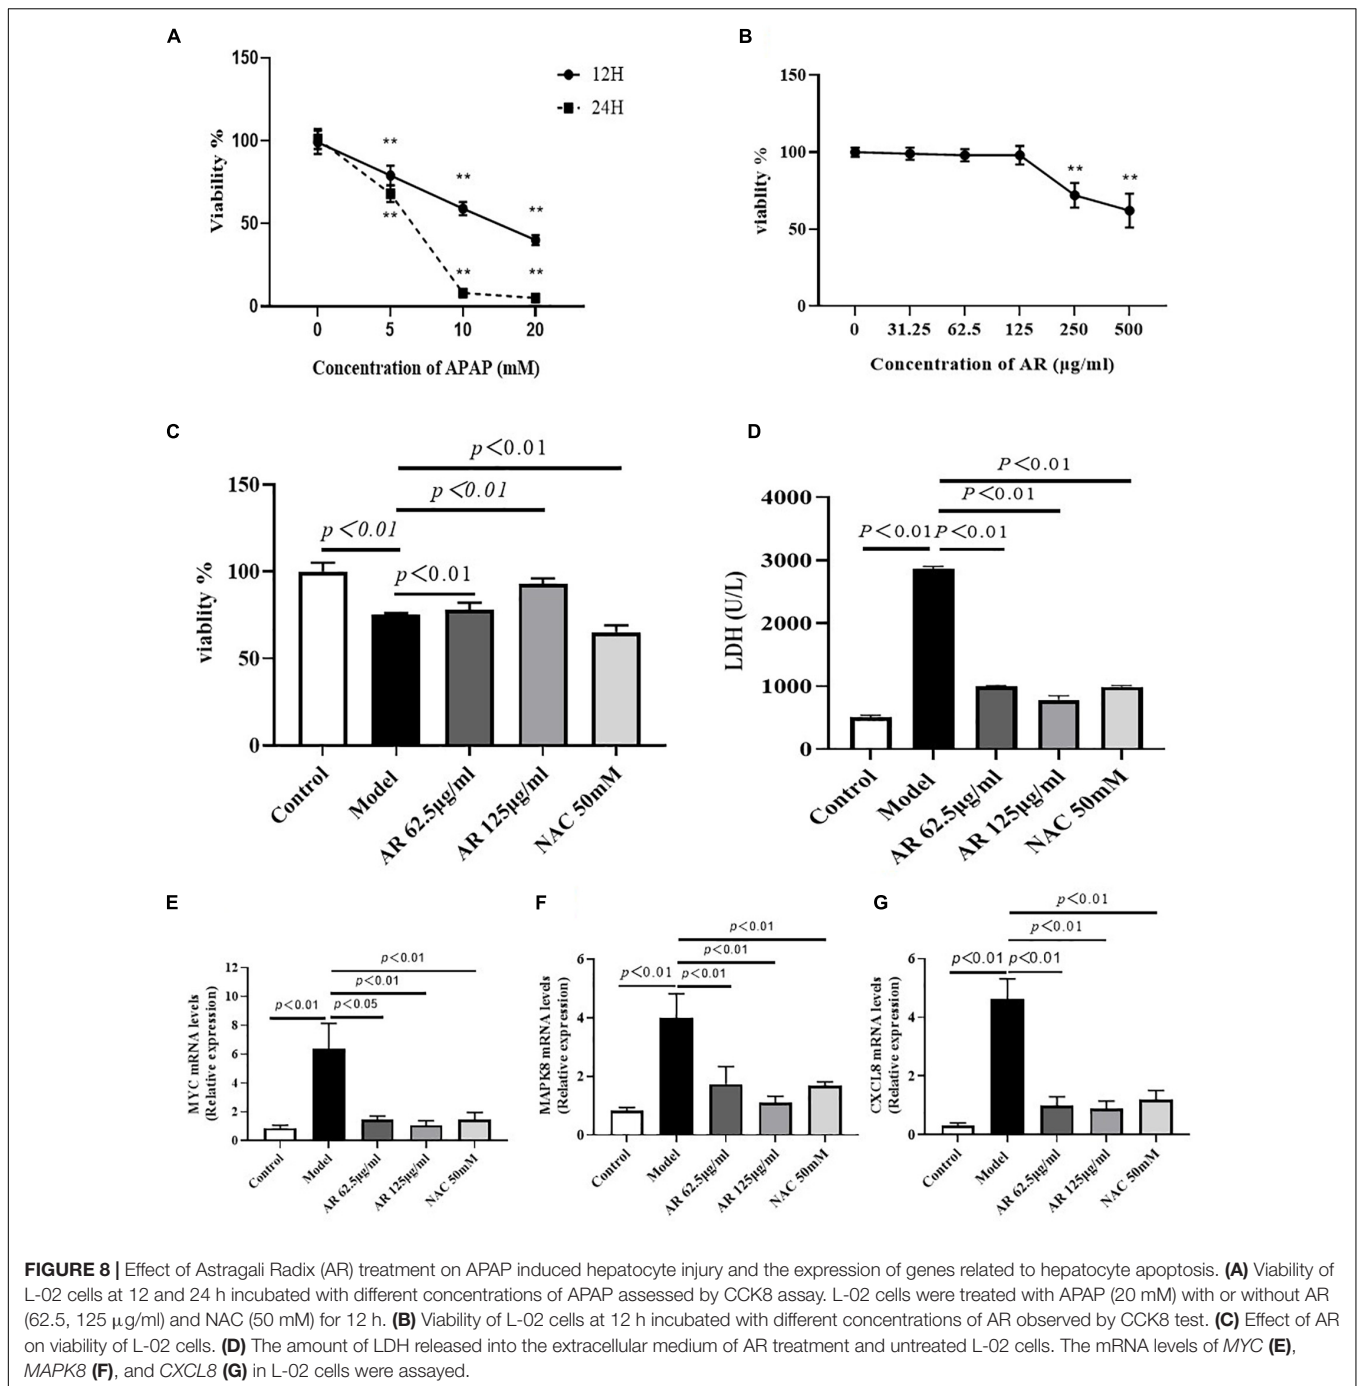 A
150
100
50
0
Viability %
12H
24H
**
**
**
**
**
**
0 5 10 20
Concentration of APAP (mM)
B
150
100
50
0
viablity %
**
**
0 31.25 62.5 125 250 500
Concentration of AR (µg/ml)
C
p<0.01
p<0.01
p<0.01
p<0.01
150
100
50
0
viablity %
Control
Model
AR 62.5µg/ml
AR 125µg/ml
NAC 50mM
D
P<0.01
P<0.01
P<0.01 P<0.01
4000
3000
2000
1000
0
LDH (U/L)
Control
Model
AR 62.5µg/ml
AR 125µg/ml
NAC 50mM
E
p<0.01
p<0.01
p<0.01 p<0.05
12
10
8
6
4
2
0
MYC mRNA levels
(Relative expression)
Control
Model
AR 62.5µg/ml
AR 125µg/ml
NAC 50mM
F
p<0.01
p<0.01
p<0.01 p<0.01
6
4
2
0
MAPK8 mRNA levels
(Relative expression)
Control
Model
AR 62.5µg/ml
AR 125µg/ml
NAC 50mM
G
p<0.01
p<0.01
p<0.01 p<0.01
6
4
2
0
CXCL8 mRNA levels
(Relative expression)
Control
Model
AR 62.5µg/ml
AR 125µg/ml
NAC 50mM
FIGURE 8 | Effect of Astragali Radix (AR) treatment on APAP induced hepatocyte injury and the expression of genes related to hepatocyte apoptosis. (A) Viability of
L-02 cells at 12 and 24 h incubated with different concentrations of APAP assessed by CCK8 assay. L-02 cells were treated with APAP (20 mM) with or without AR
(62.5, 125 µg/ml) and NAC (50 mM) for 12 h. (B) Viability of L-02 cells at 12 h incubated with different concentrations of AR observed by CCK8 test. (C) Effect of AR
on viability of L-02 cells. (D) The amount of LDH released into the extracellular medium of AR treatment and untreated L-02 cells. The mRNA levels of MYC (E),
MAPK8 (F), and CXCL8 (G) in L-02 cells were assayed.